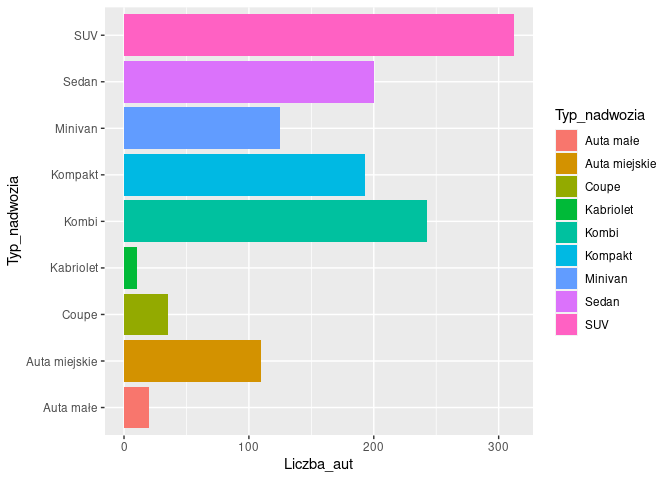 SUV
Sedan
Minivan
Kompakt
Kombi
Kabriolet
Coupe
Auta miejskie
Auta małe
0 100 200 300
Liczba_aut
Typ_nadwozia
Typ_nadwozia
Auta małe
Auta miejskie
Coupe
Kabriolet
Kombi
Kompakt
Minivan
Sedan
SUV